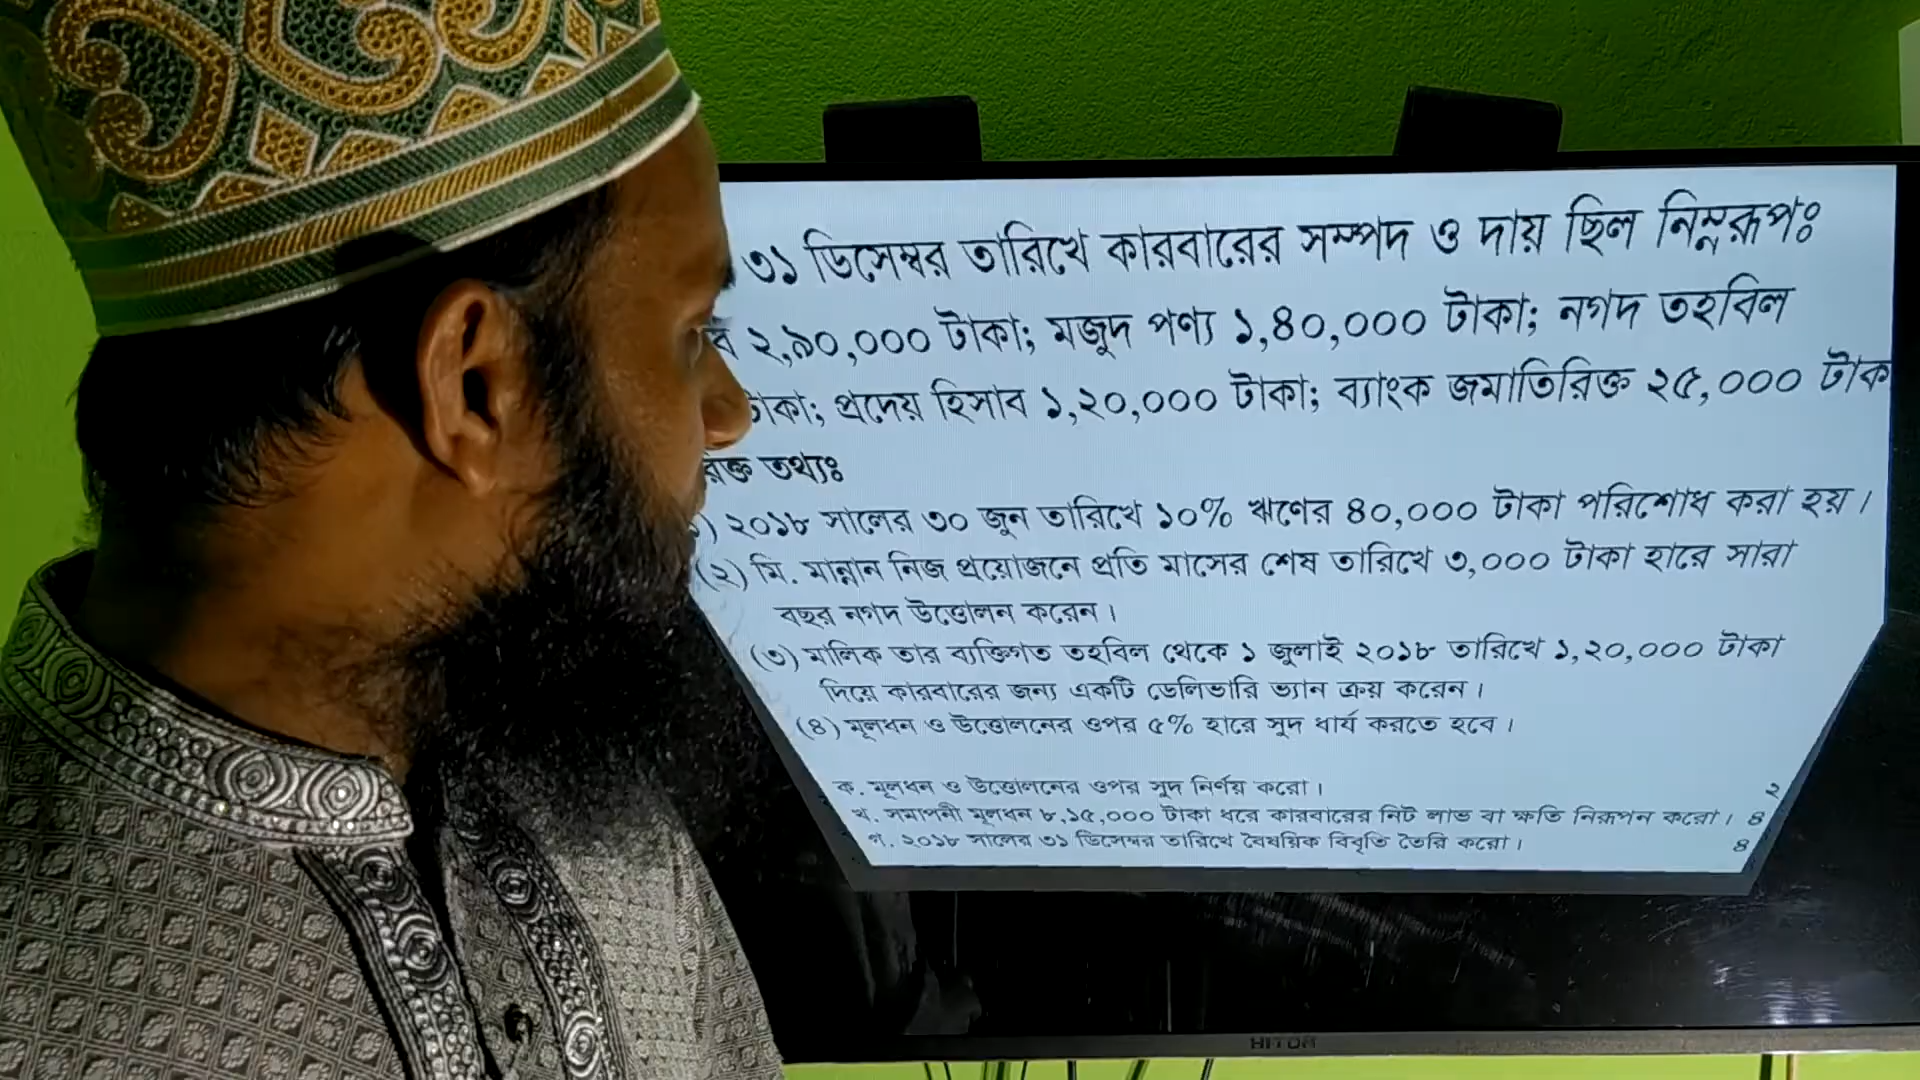 ৩১ ডিসেম্বর তারিখে কারবারের সম্পদ ও দায় ছিল নিম্নরূপঃ
২,৯০,০০০ টাকা; মজুদ পণ্য ১,৪০,০০০ টাকা; নগদ তহবিল
টাকা; প্রদেয় হিসাব ১,২০,০০০ টাকা; ব্যাংক জমাতিরিক্ত ২৫,০০০ টাক
রিক্ত তথ্যঃ
) ২০১৮ সালের ৩০ জুন তারিখে ১০% ঋণের ৪০,০০০ টাকা পরিশোধ করা হয়।
(২) মি. মান্নান নিজ প্রয়োজনে প্রতি মাসের শেষ তারিখে ৩,০০০ টাকা হারে সারা
বছর নগদ উত্তোলন করেন।
(৩) মালিক তার ব্যক্তিগত তহবিল থেকে ১ জুলাই ২০১৮ তারিখে ১,২০,০০০ টাকা
দিয়ে কারবারের জন্য একটি ডেলিভারি ভ্যান ক্রয় করেন।
(৪) মূলধন ও উত্তোলনের ওপর ৫% হারে সুদ ধার্য করতে হবে।
ক. মূলধন ও উত্তোলনের ওপর সুদ নির্ণয় করো। ২
খ. সমাপনী মূলধন ৮,১৫,০০০ টাকা ধরে কারবারের নিট লাভ বা ক্ষতি নিরূপন করো। ৪
গ. ২০১৮ সালের ৩১ ডিসেম্বর তারিখে বৈষয়িক বিবৃতি তৈরি করো। ৪